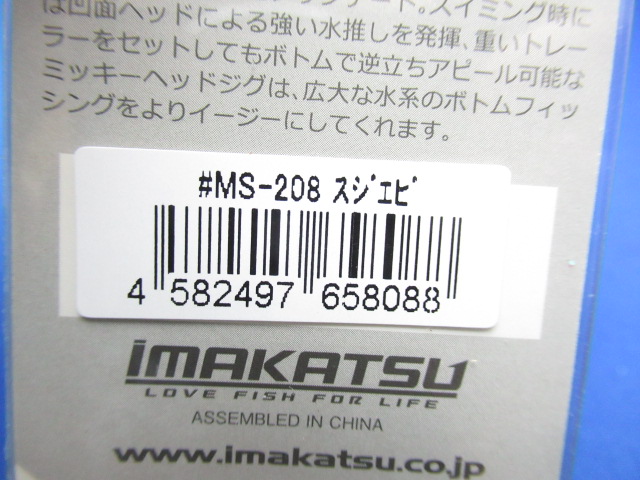 は凹面ヘッドによる強い水推しを発揮、重いトレー
ラーをセットしてもボトムで逆立ちアピール可能な
ミッキーヘッドジグは、広大な水系のボトムフィッ
シングをよりイージーにしてくれます。
#MS-208 スジエビ
4 582497 658088
iMAKATSU
LOVE FISH FOR LIFE
ASSEMBLED IN CHINA
www.imakatsu.co.jp